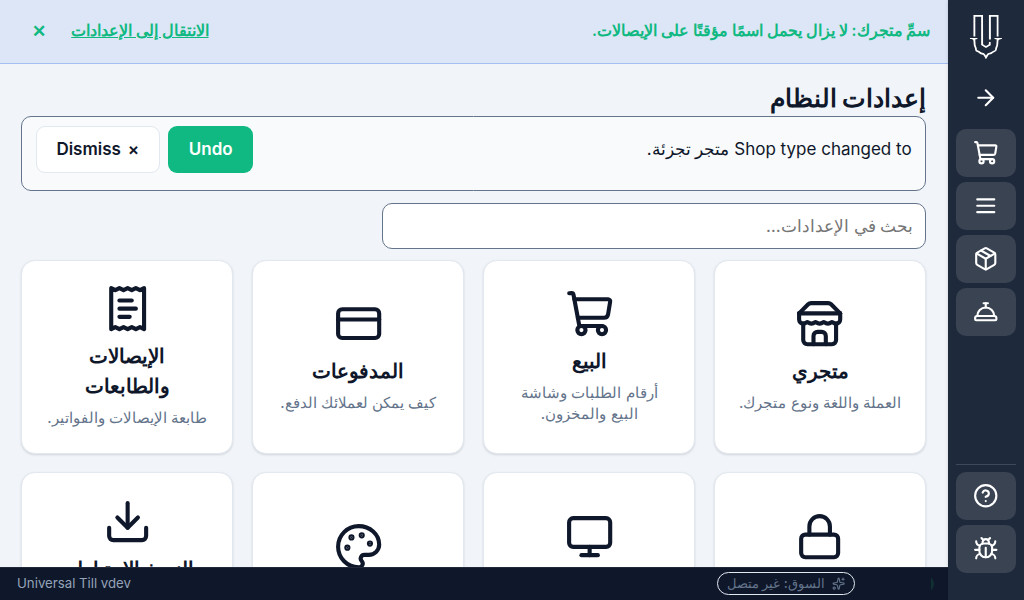 سمِّ متجرك: لا يزال يحمل اسمًا مؤقتًا على الإيصالات.
الانتقال إلى الإعدادات
×
إعدادات النظام
Shop type changed to متجر تجزئة.
Undo
Dismiss ×
بحث في الإعدادات...
متجري
العملة واللغة ونوع متجرك.
البيع
أرقام الطلبات وشاشة
البيع والمخزون.
المدفوعات
كيف يمكن لعملائك الدفع.
الإيصالات
والطابعات
طابعة الإيصالات والفواتير.
السوق: غير متصل
Universal Till vdev